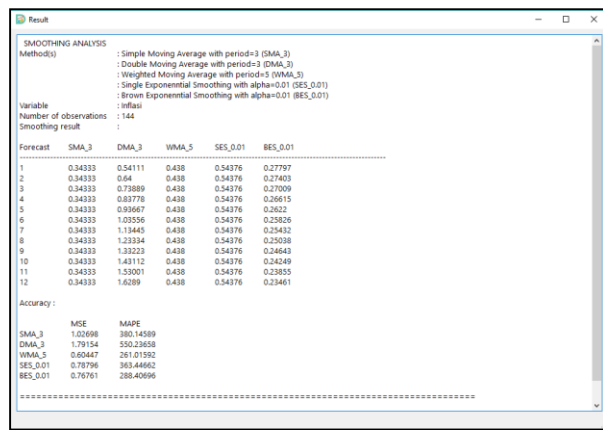 Result
SMOOTHING ANALYSIS
Method(s) : Simple Moving Average with period=3 (SMA_3)
: Double Moving Average with period=3 (DMA_3)
: Weighted Moving Average with period=5 (WMA_5)
: Single Exponenntial Smoothing with alpha=0.01 (SES_0.01)
: Brown Exponenntial Smoothing with alpha=0.01 (BES_0.01)
Variable : Inflasi
Number of observations : 144
Smoothing result :
Forecast SMA_3 DMA_3 WMA_5 SES_0.01 BES_0.01
1 0.34333 0.54111 0.438 0.54376 0.27797
2 0.34333 0.64 0.438 0.54376 0.27403
3 0.34333 0.73889 0.438 0.54376 0.27009
4 0.34333 0.83778 0.438 0.54376 0.26615
5 0.34333 0.93667 0.438 0.54376 0.2622
6 0.34333 1.03556 0.438 0.54376 0.25826
7 0.34333 1.13445 0.438 0.54376 0.25432
8 0.34333 1.23334 0.438 0.54376 0.25038
9 0.34333 1.33223 0.438 0.54376 0.24643
10 0.34333 1.43112 0.438 0.54376 0.24249
11 0.34333 1.53001 0.438 0.54376 0.23855
12 0.34333 1.6289 0.438 0.54376 0.23461
Accuracy :
MSE MAPE
SMA_3 1.02698 380.14589
DMA_3 1.79154 550.23658
WMA_5 0.60447 261.01592
SES_0.01 0.78796 363.44662
BES_0.01 0.76761 288.40696